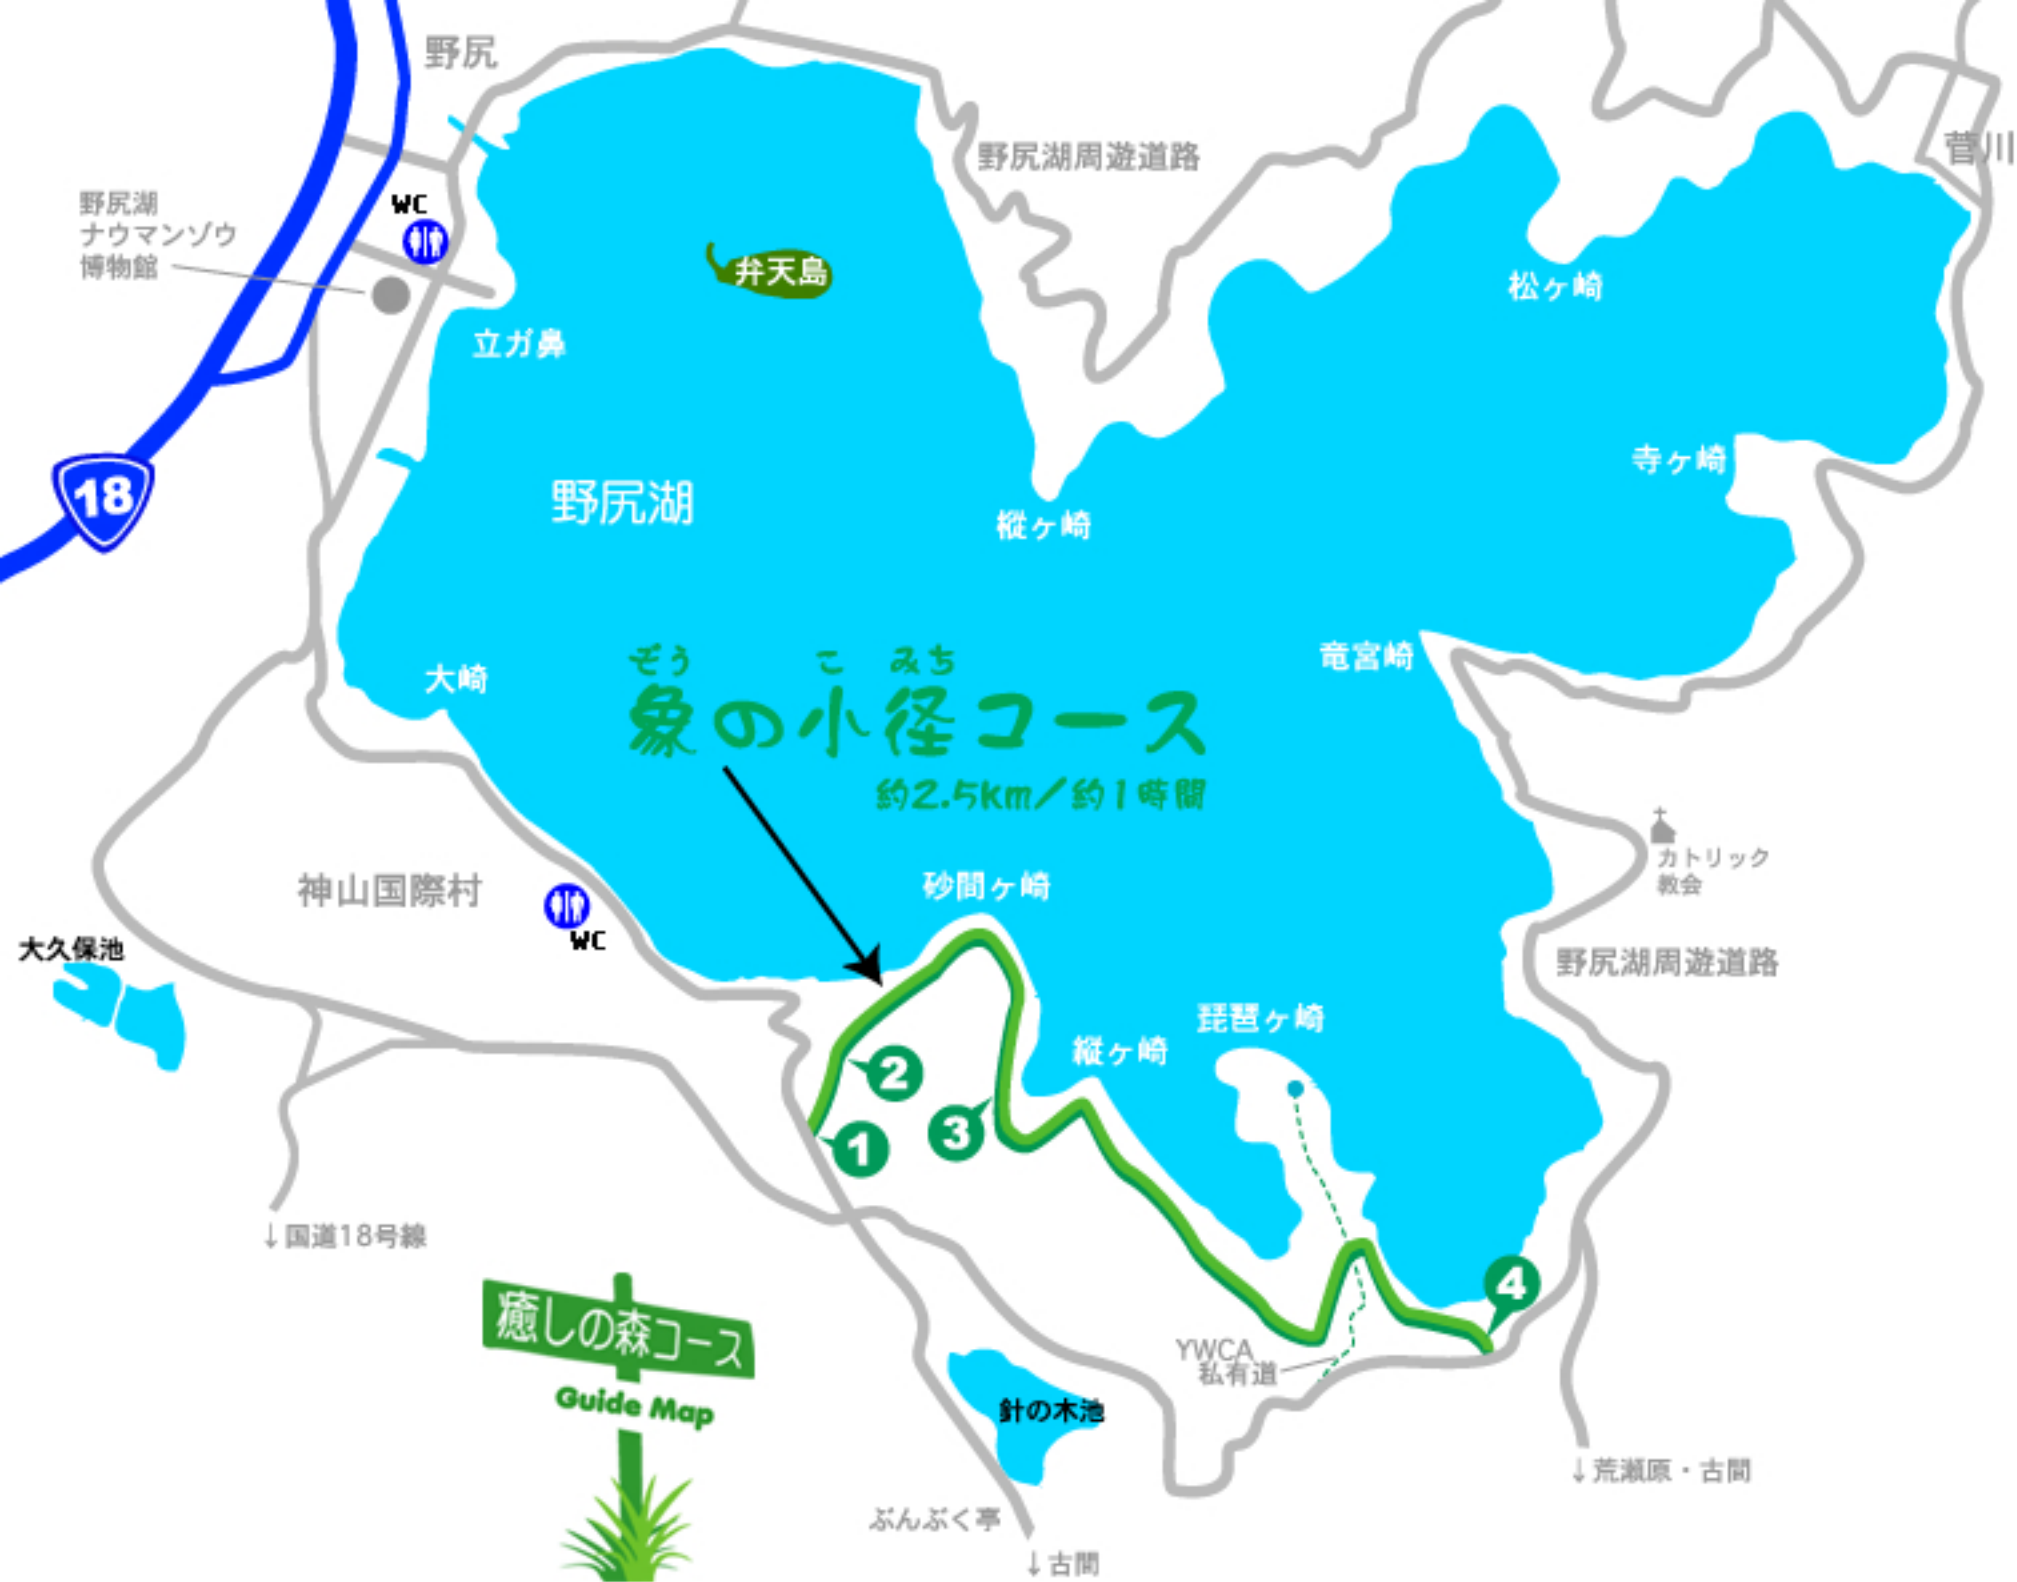 野尻
菅川
野尻湖周遊道路
野尻湖
ナウマンゾウ
博物館
WC
弁天島
松ヶ崎
立ガ鼻
寺ヶ崎
18
野尻湖
樅ヶ崎
竜宮崎
大崎
ぞう こ みち
象の小径コース
約2.5km/約1時間
カトリック
教会
砂間ヶ崎
神山国際村
WC
大久保池
野尻湖周遊道路
琵琶ヶ崎
縦ヶ崎
2
3
1
↓国道18号線
4
癒しの森コース
Guide Map
YWCA
私有道
針の木池
↓荒瀬原・古間
ぶんぶく亭
↓古間